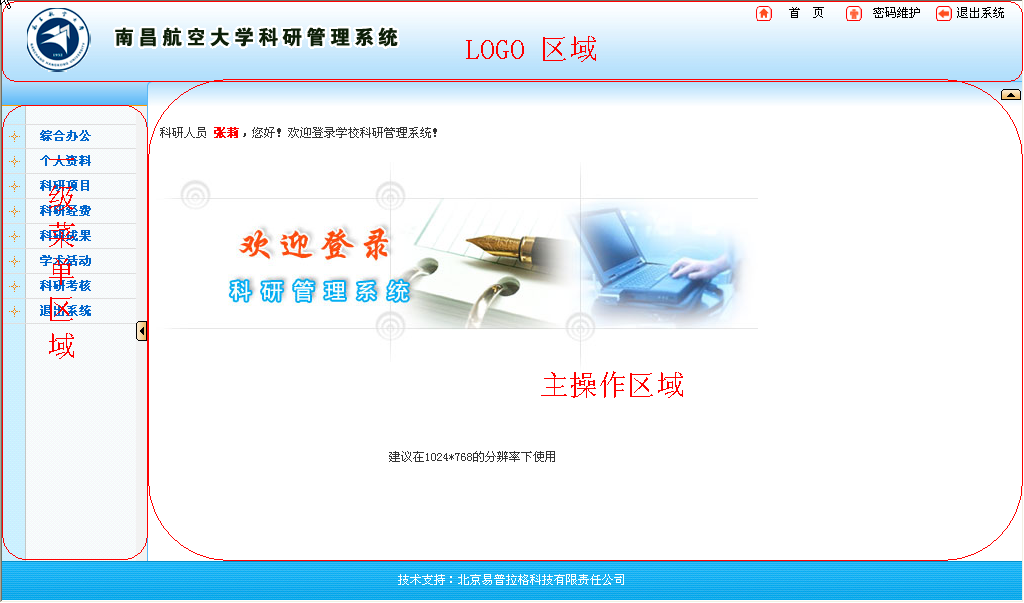 首 页 密码维护 退出系统
南昌航空大学科研管理系统
LOGO 区域
科研人员 张莉，您好！欢迎登录学校科研管理系统！
综合办公
个人资料
科研项目
科研经费
科研成果
学术活动
科研考核
退出系统
级菜单区域
欢迎登录
科研管理系统
主操作区域
建议在1024*768的分辨率下使用
技术支持：北京易普拉格科技有限责任公司